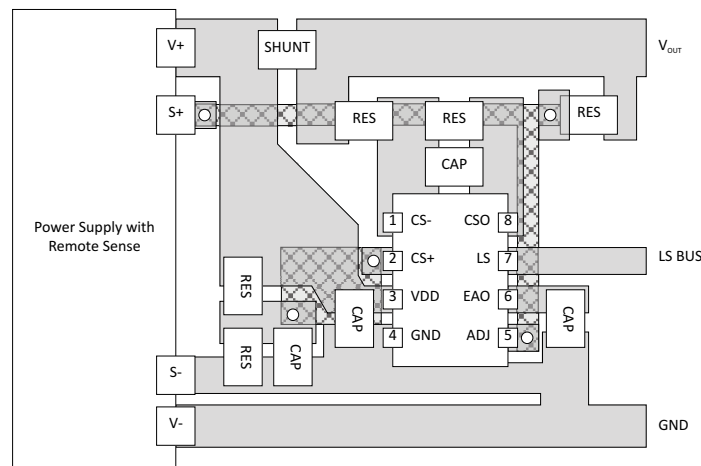 V+
SHUNT
V_OUT
S+
RES
RES
RES
CAP
Power Supply with
Remote Sense
1 CS- CSO 8
2 CS+ LS 7
LS BUS
3 VDD EAO 6
4 GND ADJ 5
RES
CAP
CAP
RES
CAP
S-
V-
GND